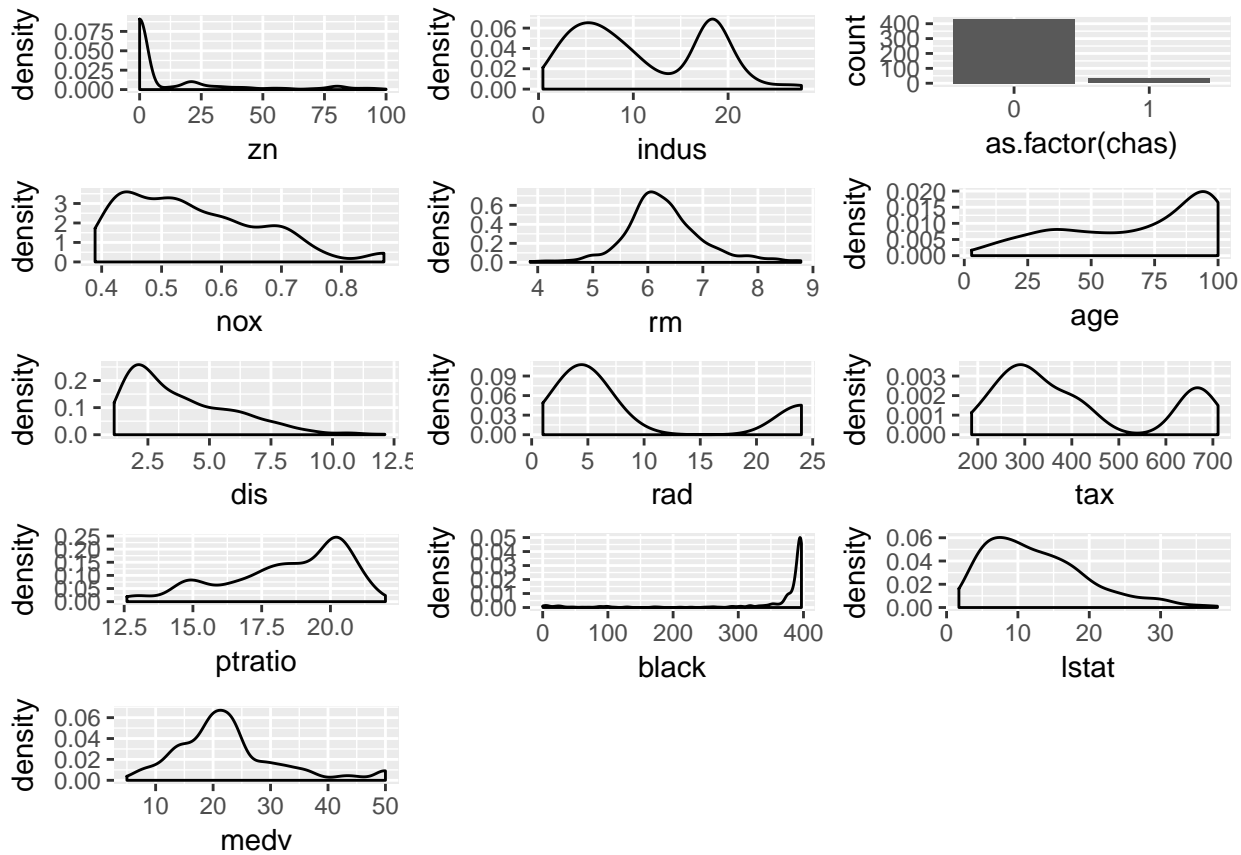 density
0.075
0.050
0.025
0.000
0 25 50 75 100
zn
density
0.06
0.04
0.02
0.00
0 10 20
indus
count
400
300
200
100
0
0 1
as.factor(chas)
density
3
2
1
0
0.4 0.5 0.6 0.7 0.8
nox
density
0.6
0.4
0.2
0.0
4 5 6 7 8 9
rm
density
0.020
0.015
0.010
0.005
0.000
0 25 50 75 100
age
density
0.2
0.1
0.0
2.5 5.0 7.5 10.0 12.5
dis
density
0.09
0.06
0.03
0.00
0 5 10 15 20 25
rad
density
0.003
0.002
0.001
0.000
200 300 400 500 600 700
tax
density
0.25
0.20
0.15
0.10
0.05
0.00
12.5 15.0 17.5 20.0
ptratio
density
0.05
0.04
0.03
0.02
0.01
0.00
0 100 200 300 400
black
density
0.06
0.04
0.02
0.00
0 10 20 30
lstat
density
0.06
0.04
0.02
0.00
10 20 30 40 50
medv